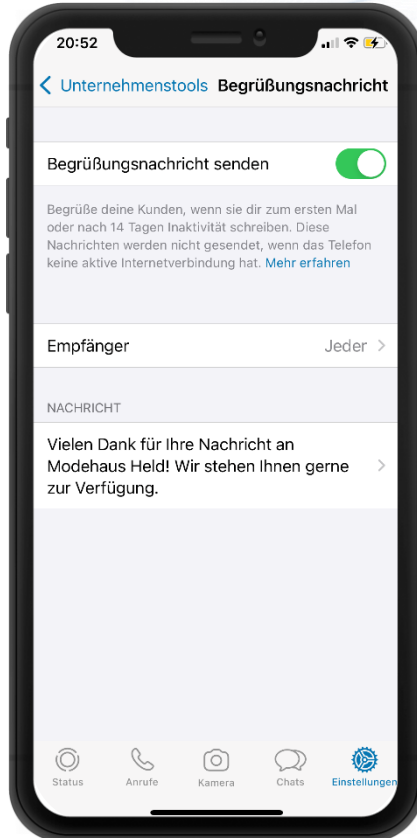 20:52
Unternehmenstools Begrüßungsnachricht
Begrüßungsnachricht senden
Begrüße deine Kunden, wenn sie dir zum ersten Mal
oder nach 14 Tagen Inaktivität schreiben. Diese
Nachrichten werden nicht gesendet, wenn das Telefon
keine aktive Internetverbindung hat. Mehr erfahren
Empfänger Jeder
NACHRICHT
Vielen Dank für Ihre Nachricht an
Modehaus Held! Wir stehen Ihnen gerne
zur Verfügung.
Status Anrufe Kamera Chats Einstellungen